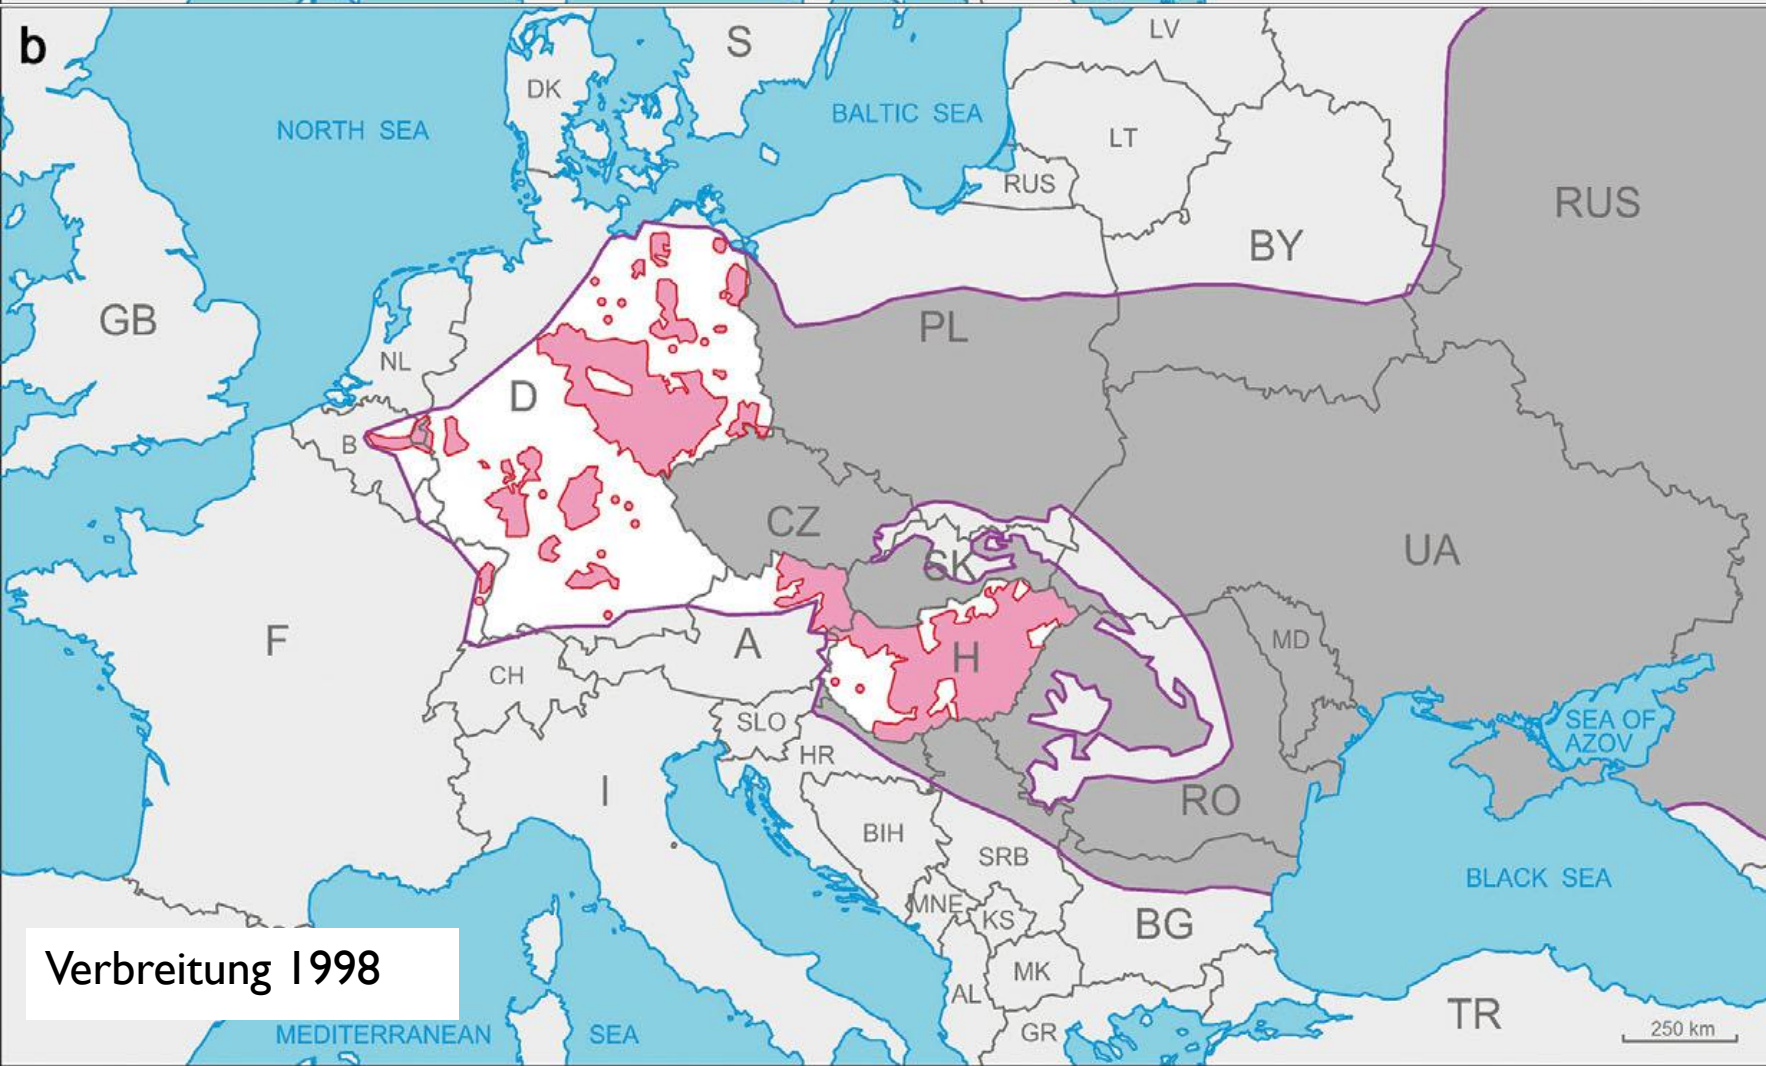 b
S
LV
DK
NORTH SEA
BALTIC SEA
LT
RUS
RUS
BY
GB
PL
NL
D
B
CZ
UA
SK
F
A
H
MD
CH
SLO
SEA OF
AZOV
HR
I
RO
BIH
SRB
BLACK SEA
MNE
KS
BG
Verbreitung 1998
MK
AL
TR
MEDITERRANEAN SEA
GR
250 km